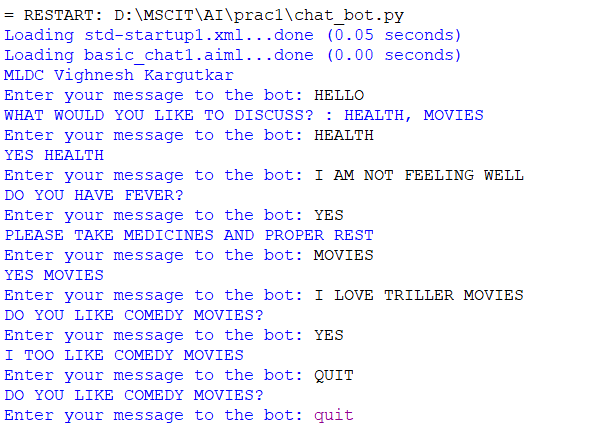 = RESTART: D:\MSCIT\AI\prac1\chat_bot.py
Loading std-startup1.xml...done (0.05 seconds)
Loading basic_chat1.aiml...done (0.00 seconds)
MLDC Vighnesh Kargutkar
Enter your message to the bot: HELLO
WHAT WOULD YOU LIKE TO DISCUSS? : HEALTH, MOVIES
Enter your message to the bot: HEALTH
YES HEALTH
Enter your message to the bot: I AM NOT FEELING WELL
DO YOU HAVE FEVER?
Enter your message to the bot: YES
PLEASE TAKE MEDICINES AND PROPER REST
Enter your message to the bot: MOVIES
YES MOVIES
Enter your message to the bot: I LOVE TRILLER MOVIES
DO YOU LIKE COMEDY MOVIES?
Enter your message to the bot: YES
I TOO LIKE COMEDY MOVIES
Enter your message to the bot: QUIT
DO YOU LIKE COMEDY MOVIES?
Enter your message to the bot: quit